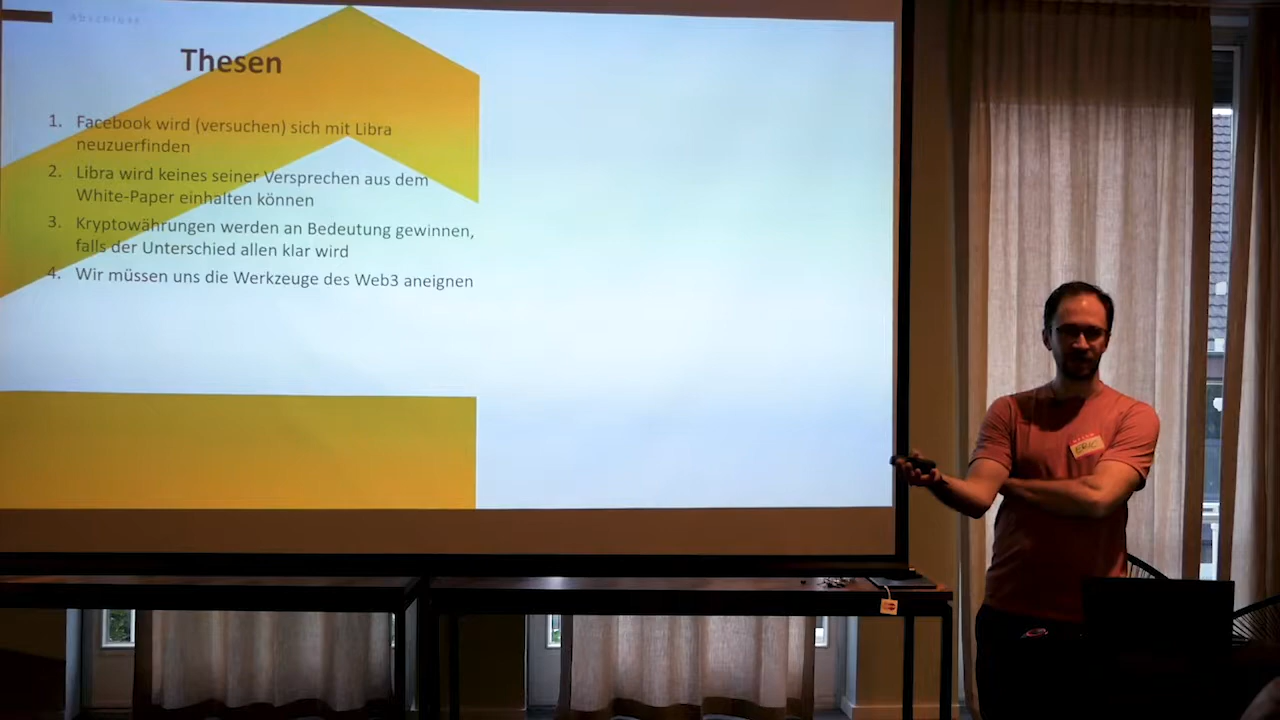 Abschluss
Thesen
1. Facebook wird (versuchen) sich mit Libra
neuzuerfinden
2. Libra wird keines seiner Versprechen aus dem
White-Paper einhalten können
3. Kryptowährungen werden an Bedeutung gewinnen,
falls der Unterschied allen klar wird
4. Wir müssen uns die Werkzeuge des Web3 aneignen
ERIC